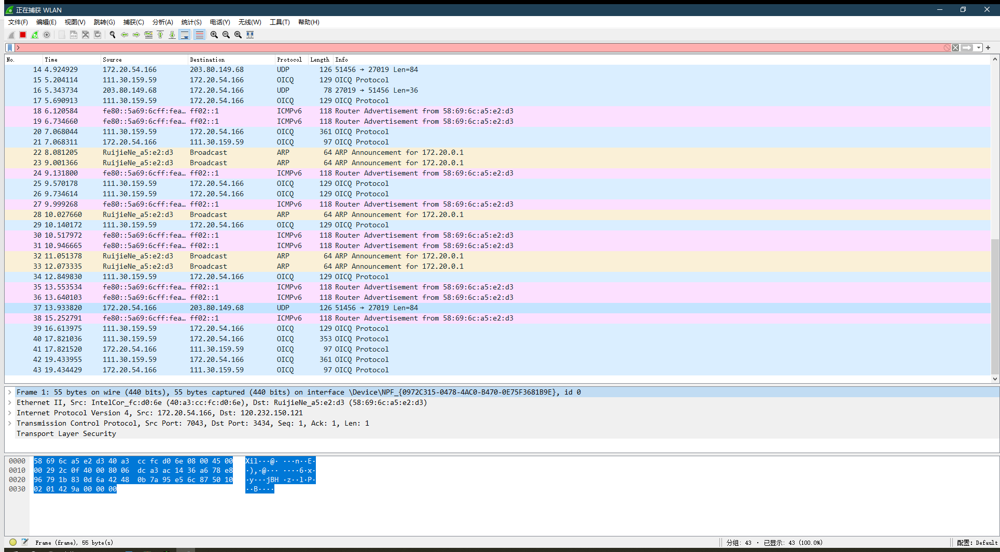 正在捕获 WLAN
文件(F) 编辑(E) 视图(V) 跳转(G) 捕获(C) 分析(A) 统计(S) 电话(Y) 无线(W) 工具(T) 帮助(H)
>
No. Time Source Destination Protocol Length Info
14 4.924929 172.20.54.166 203.80.149.68 UDP 126 51456 → 27019 Len=84
15 5.204114 111.30.159.59 172.20.54.166 OICQ 129 OICQ Protocol
16 5.343734 203.80.149.68 172.20.54.166 UDP 78 27019 → 51456 Len=36
17 5.690913 111.30.159.59 172.20.54.166 OICQ 129 OICQ Protocol
18 6.120584 fe80::5a69:6cff:fea… ff02::1 ICMPv6 118 Router Advertisement from 58:69:6c:a5:e2:d3
19 6.734660 fe80::5a69:6cff:fea… ff02::1 ICMPv6 118 Router Advertisement from 58:69:6c:a5:e2:d3
20 7.068044 111.30.159.59 172.20.54.166 OICQ 361 OICQ Protocol
21 7.068311 172.20.54.166 111.30.159.59 OICQ 97 OICQ Protocol
22 8.081205 RuijieNe_a5:e2:d3 Broadcast ARP 64 ARP Announcement for 172.20.0.1
23 9.001366 RuijieNe_a5:e2:d3 Broadcast ARP 64 ARP Announcement for 172.20.0.1
24 9.131800 fe80::5a69:6cff:fea… ff02::1 ICMPv6 118 Router Advertisement from 58:69:6c:a5:e2:d3
25 9.570178 111.30.159.59 172.20.54.166 OICQ 129 OICQ Protocol
26 9.734614 111.30.159.59 172.20.54.166 OICQ 129 OICQ Protocol
27 9.999268 fe80::5a69:6cff:fea… ff02::1 ICMPv6 118 Router Advertisement from 58:69:6c:a5:e2:d3
28 10.027660 RuijieNe_a5:e2:d3 Broadcast ARP 64 ARP Announcement for 172.20.0.1
29 10.140172 111.30.159.59 172.20.54.166 OICQ 129 OICQ Protocol
30 10.517972 fe80::5a69:6cff:fea… ff02::1 ICMPv6 118 Router Advertisement from 58:69:6c:a5:e2:d3
31 10.946665 fe80::5a69:6cff:fea… ff02::1 ICMPv6 118 Router Advertisement from 58:69:6c:a5:e2:d3
32 11.051378 RuijieNe_a5:e2:d3 Broadcast ARP 64 ARP Announcement for 172.20.0.1
33 12.073335 RuijieNe_a5:e2:d3 Broadcast ARP 64 ARP Announcement for 172.20.0.1
34 12.849830 111.30.159.59 172.20.54.166 OICQ 129 OICQ Protocol
35 13.553534 fe80::5a69:6cff:fea… ff02::1 ICMPv6 118 Router Advertisement from 58:69:6c:a5:e2:d3
36 13.640103 fe80::5a69:6cff:fea… ff02::1 ICMPv6 118 Router Advertisement from 58:69:6c:a5:e2:d3
37 13.933820 172.20.54.166 203.80.149.68 UDP 126 51456 → 27019 Len=84
38 15.252791 fe80::5a69:6cff:fea… ff02::1 ICMPv6 118 Router Advertisement from 58:69:6c:a5:e2:d3
39 16.613975 111.30.159.59 172.20.54.166 OICQ 129 OICQ Protocol
40 17.821036 111.30.159.59 172.20.54.166 OICQ 353 OICQ Protocol
41 17.821520 172.20.54.166 111.30.159.59 OICQ 97 OICQ Protocol
42 19.433955 111.30.159.59 172.20.54.166 OICQ 361 OICQ Protocol
43 19.434429 172.20.54.166 111.30.159.59 OICQ 97 OICQ Protocol
Frame 1: 55 bytes on wire (440 bits), 55 bytes captured (440 bits) on interface \Device\NPF_{0972C315-0478-4AC0-B470-0E75F3681B9E}, id 0
Ethernet II, Src: IntelCor_fc:d0:6e (40:a3:cc:fc:d0:6e), Dst: RuijieNe_a5:e2:d3 (58:69:6c:a5:e2:d3)
Internet Protocol Version 4, Src: 172.20.54.166, Dst: 120.232.150.121
Transmission Control Protocol, Src Port: 7043, Dst Port: 3434, Seq: 1, Ack: 1, Len: 1
Transport Layer Security
0000 58 69 6c a5 e2 d3 40 a3 cc fc d0 6e 08 00 45 00 Xil···@· ···n··E·
0010 00 29 2c 0f 40 00 80 06 dc a3 ac 14 36 a6 78 e8 ·),·@··· ····6·x·
0020 96 79 1b 83 0d 6a 42 48 0b 7a 95 e5 6c 87 50 10 ·y···jBH ·z··l·P·
0030 02 01 42 9a 00 00 00 ··B····
Frame (frame), 55 byte(s) 分组: 43 · 已显示: 43 (100.0%) 配置: Default